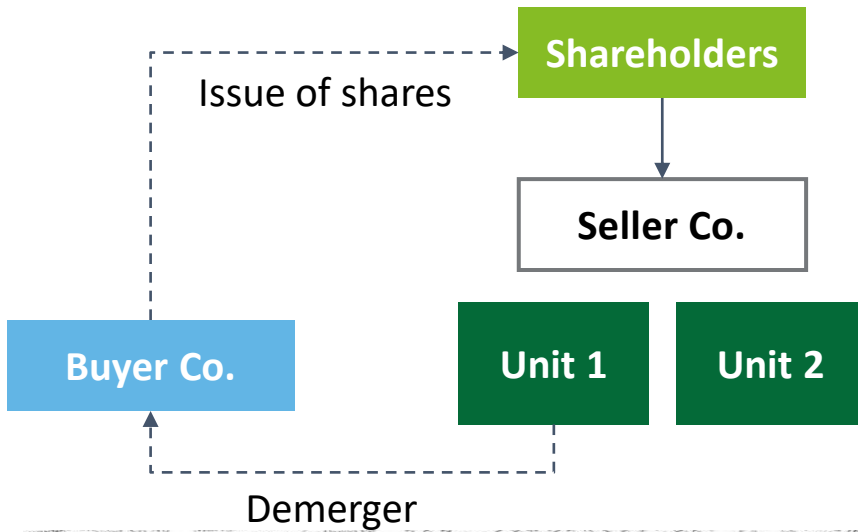 Shareholders
Issue of shares
Seller Co.
Buyer Co.
Unit 1
Unit 2
Demerger